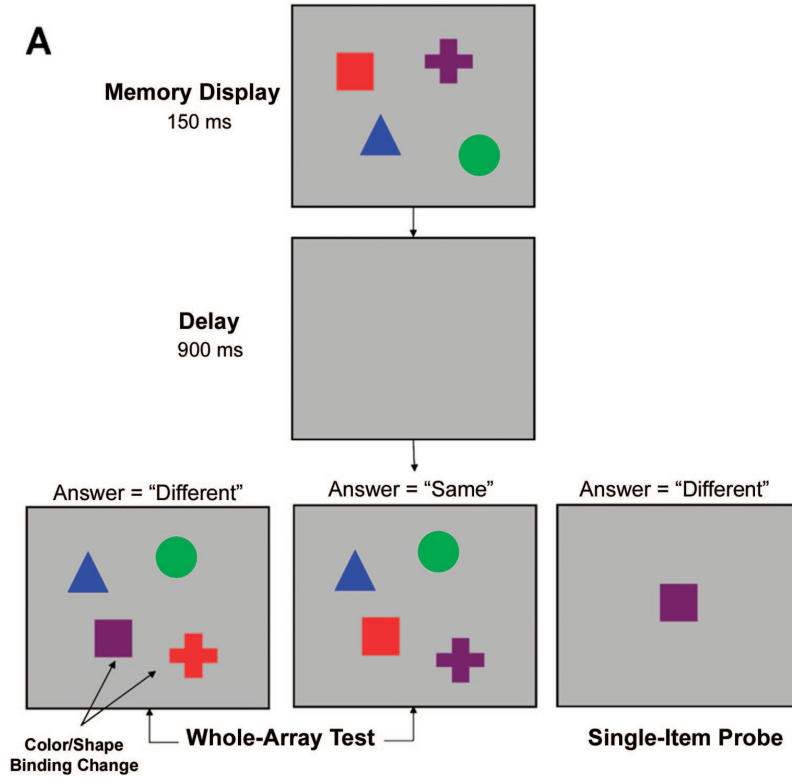 A
Memory Display
150 ms
Delay
900 ms
Answer = “Different”
Answer = “Same”
Answer = “Different”
Color/Shape
Binding Change
Whole-Array Test
Single-Item Probe